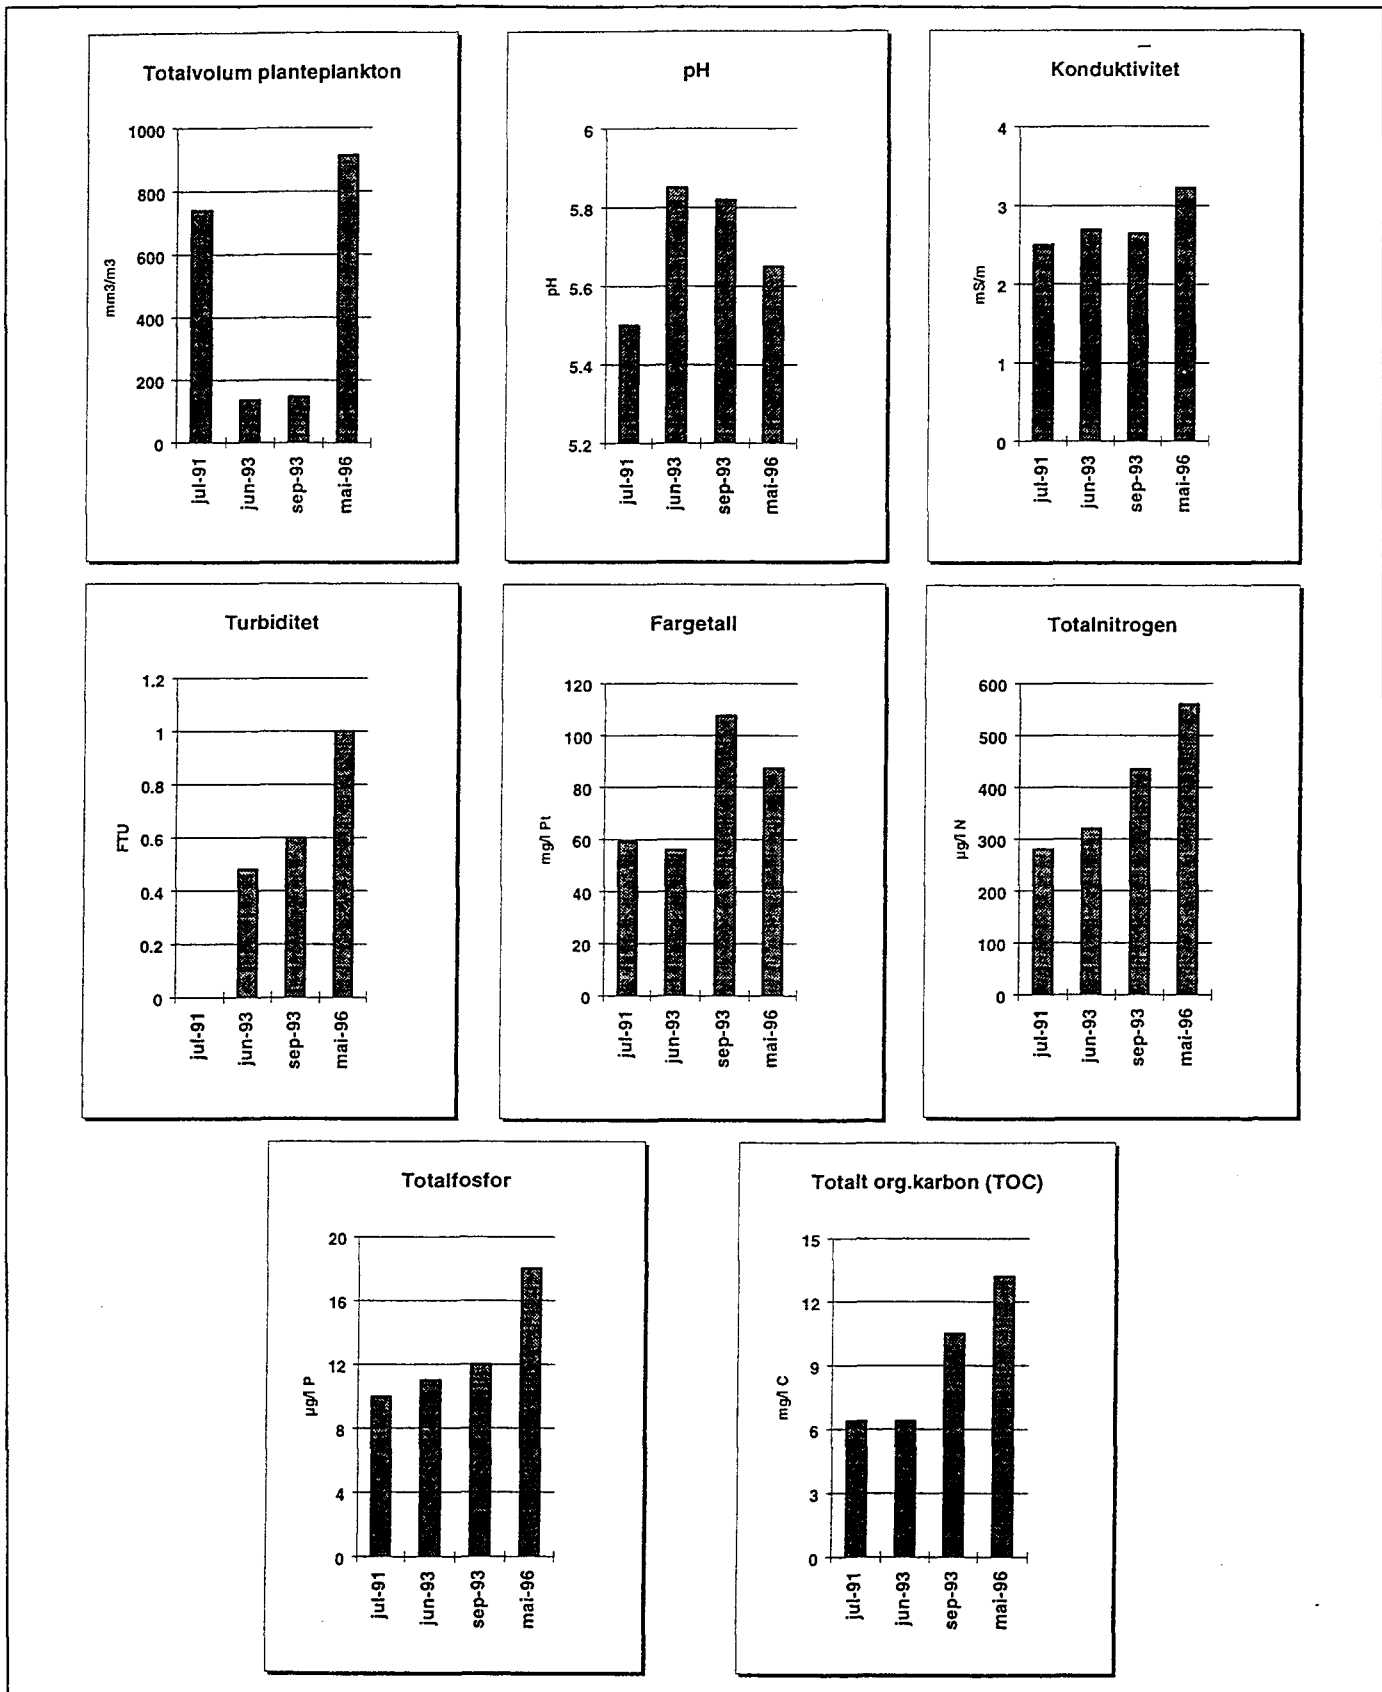 Totalvolum planteplankton
mm3/m3
1000
800
600
400
200
0
jul-91
jun-93
sep-93
mai-96
pH
pH
6
5.8
5.6
5.4
5.2
jul-91
jun-93
sep-93
mai-96
Konduktivitet
mS/m
4
3
2
1
0
jul-91
jun-93
sep-93
mai-96
Turbiditet
FTU
1.2
1
0.8
0.6
0.4
0.2
0
jul-91
jun-93
sep-93
mai-96
Fargetall
mg/l Pt
120
100
80
60
40
20
0
jul-91
jun-93
sep-93
mai-96
Totalnitrogen
µg/l N
600
500
400
300
200
100
0
jul-91
jun-93
sep-93
mai-96
Totalfosfor
µg/l P
20
16
12
8
4
0
jul-91
jun-93
sep-93
mai-96
Totalt org.karbon (TOC)
mg/l C
15
12
9
6
3
0
jul-91
jun-93
sep-93
mai-96